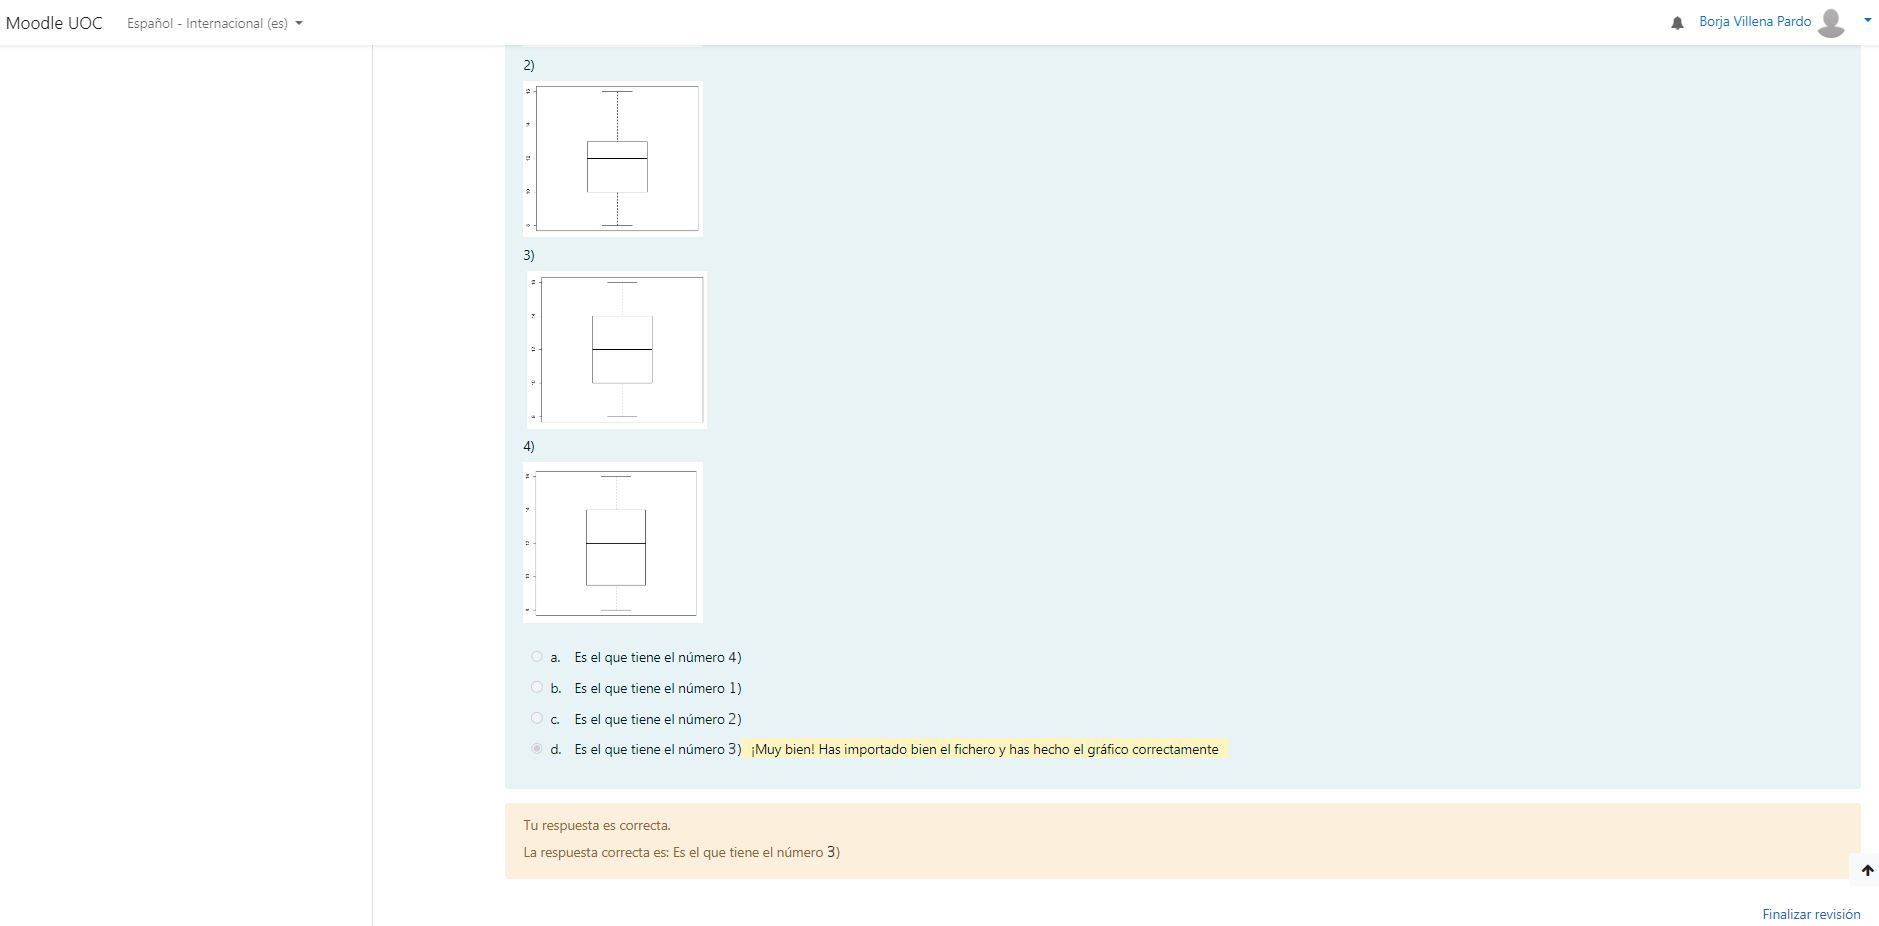 Moodle UOC Español - Internacional (es) Borja Villena Pardo
2)
3)
4)
a. Es el que tiene el número 4)
b. Es el que tiene el número 1)
c. Es el que tiene el número 2)
d. Es el que tiene el número 3) ¡Muy bien! Has importado bien el fichero y has hecho el gráfico correctamente
Tu respuesta es correcta.
La respuesta correcta es: Es el que tiene el número 3)
Finalizar revisión